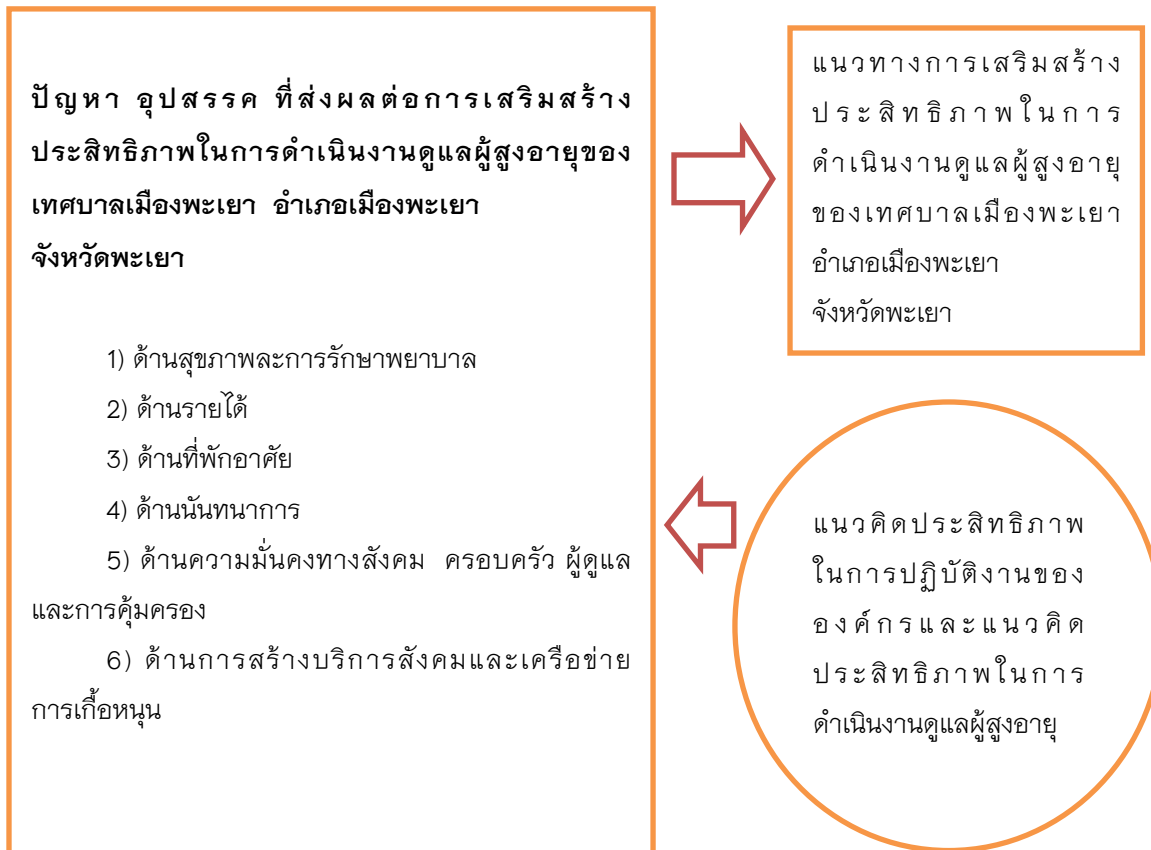 ปัญหา อุปสรรค ที่ส่งผลต่อการเสริมสร้าง
ประสิทธิภาพในการดำเนินงานดูแลผู้สูงอายุของ
เทศบาลเมืองพะเยา อำเภอเมืองพะเยา
จังหวัดพะเยา
1) ด้านสุขภาพละการรักษาพยาบาล
2) ด้านรายได้
3) ด้านที่พักอาศัย
4) ด้านนันทนาการ
5) ด้านความมั่นคงทางสังคม ครอบครัว ผู้ดูแล
และการคุ้มครอง
6) ด้านการสร้างบริการสังคมและเครือข่าย
การเกื้อหนุน
แนวทางการเสริมสร้าง
ประสิทธิภาพในการ
ดำเนินงานดูแลผู้สูงอายุ
ของเทศบาลเมืองพะเยา
อำเภอเมืองพะเยา
จังหวัดพะเยา
แนวคิดประสิทธิภาพ
ในการปฏิบัติงานของ
องค์กรและแนวคิด
ประสิทธิภาพในการ
ดำเนินงานดูแลผู้สูงอายุ